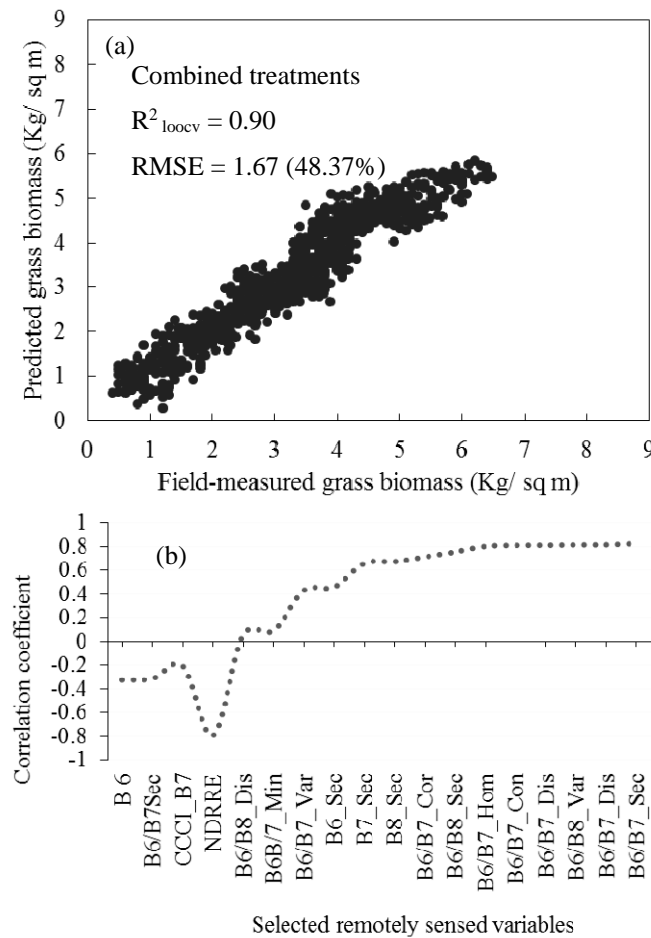 (a)
Combined treatments
R² loocv = 0.90
RMSE = 1.67 (48.37%)
Predicted grass biomass (Kg/ sq m)
9
8
7
6
5
4
3
2
1
0
0 1 2 3 4 5 6 7 8 9
Field-measured grass biomass (Kg/ sq m)
(b)
Correlation coefficient
1
0.8
0.6
0.4
0.2
0
-0.2
-0.4
-0.6
-0.8
-1
B 6
B6/B7Sec
CCCI_B7
NDRRE
B6/B8_Dis
B6B/7_Min
B6/B7_Var
B6_Sec
B7_Sec
B8_Sec
B6/B7_Cor
B6/B8_Sec
B6/B7_Hom
B6/B7_Con
B6/B7_Dis
B6/B8_Var
B6/B7_Dis
B6/B7_Sec
Selected remotely sensed variables